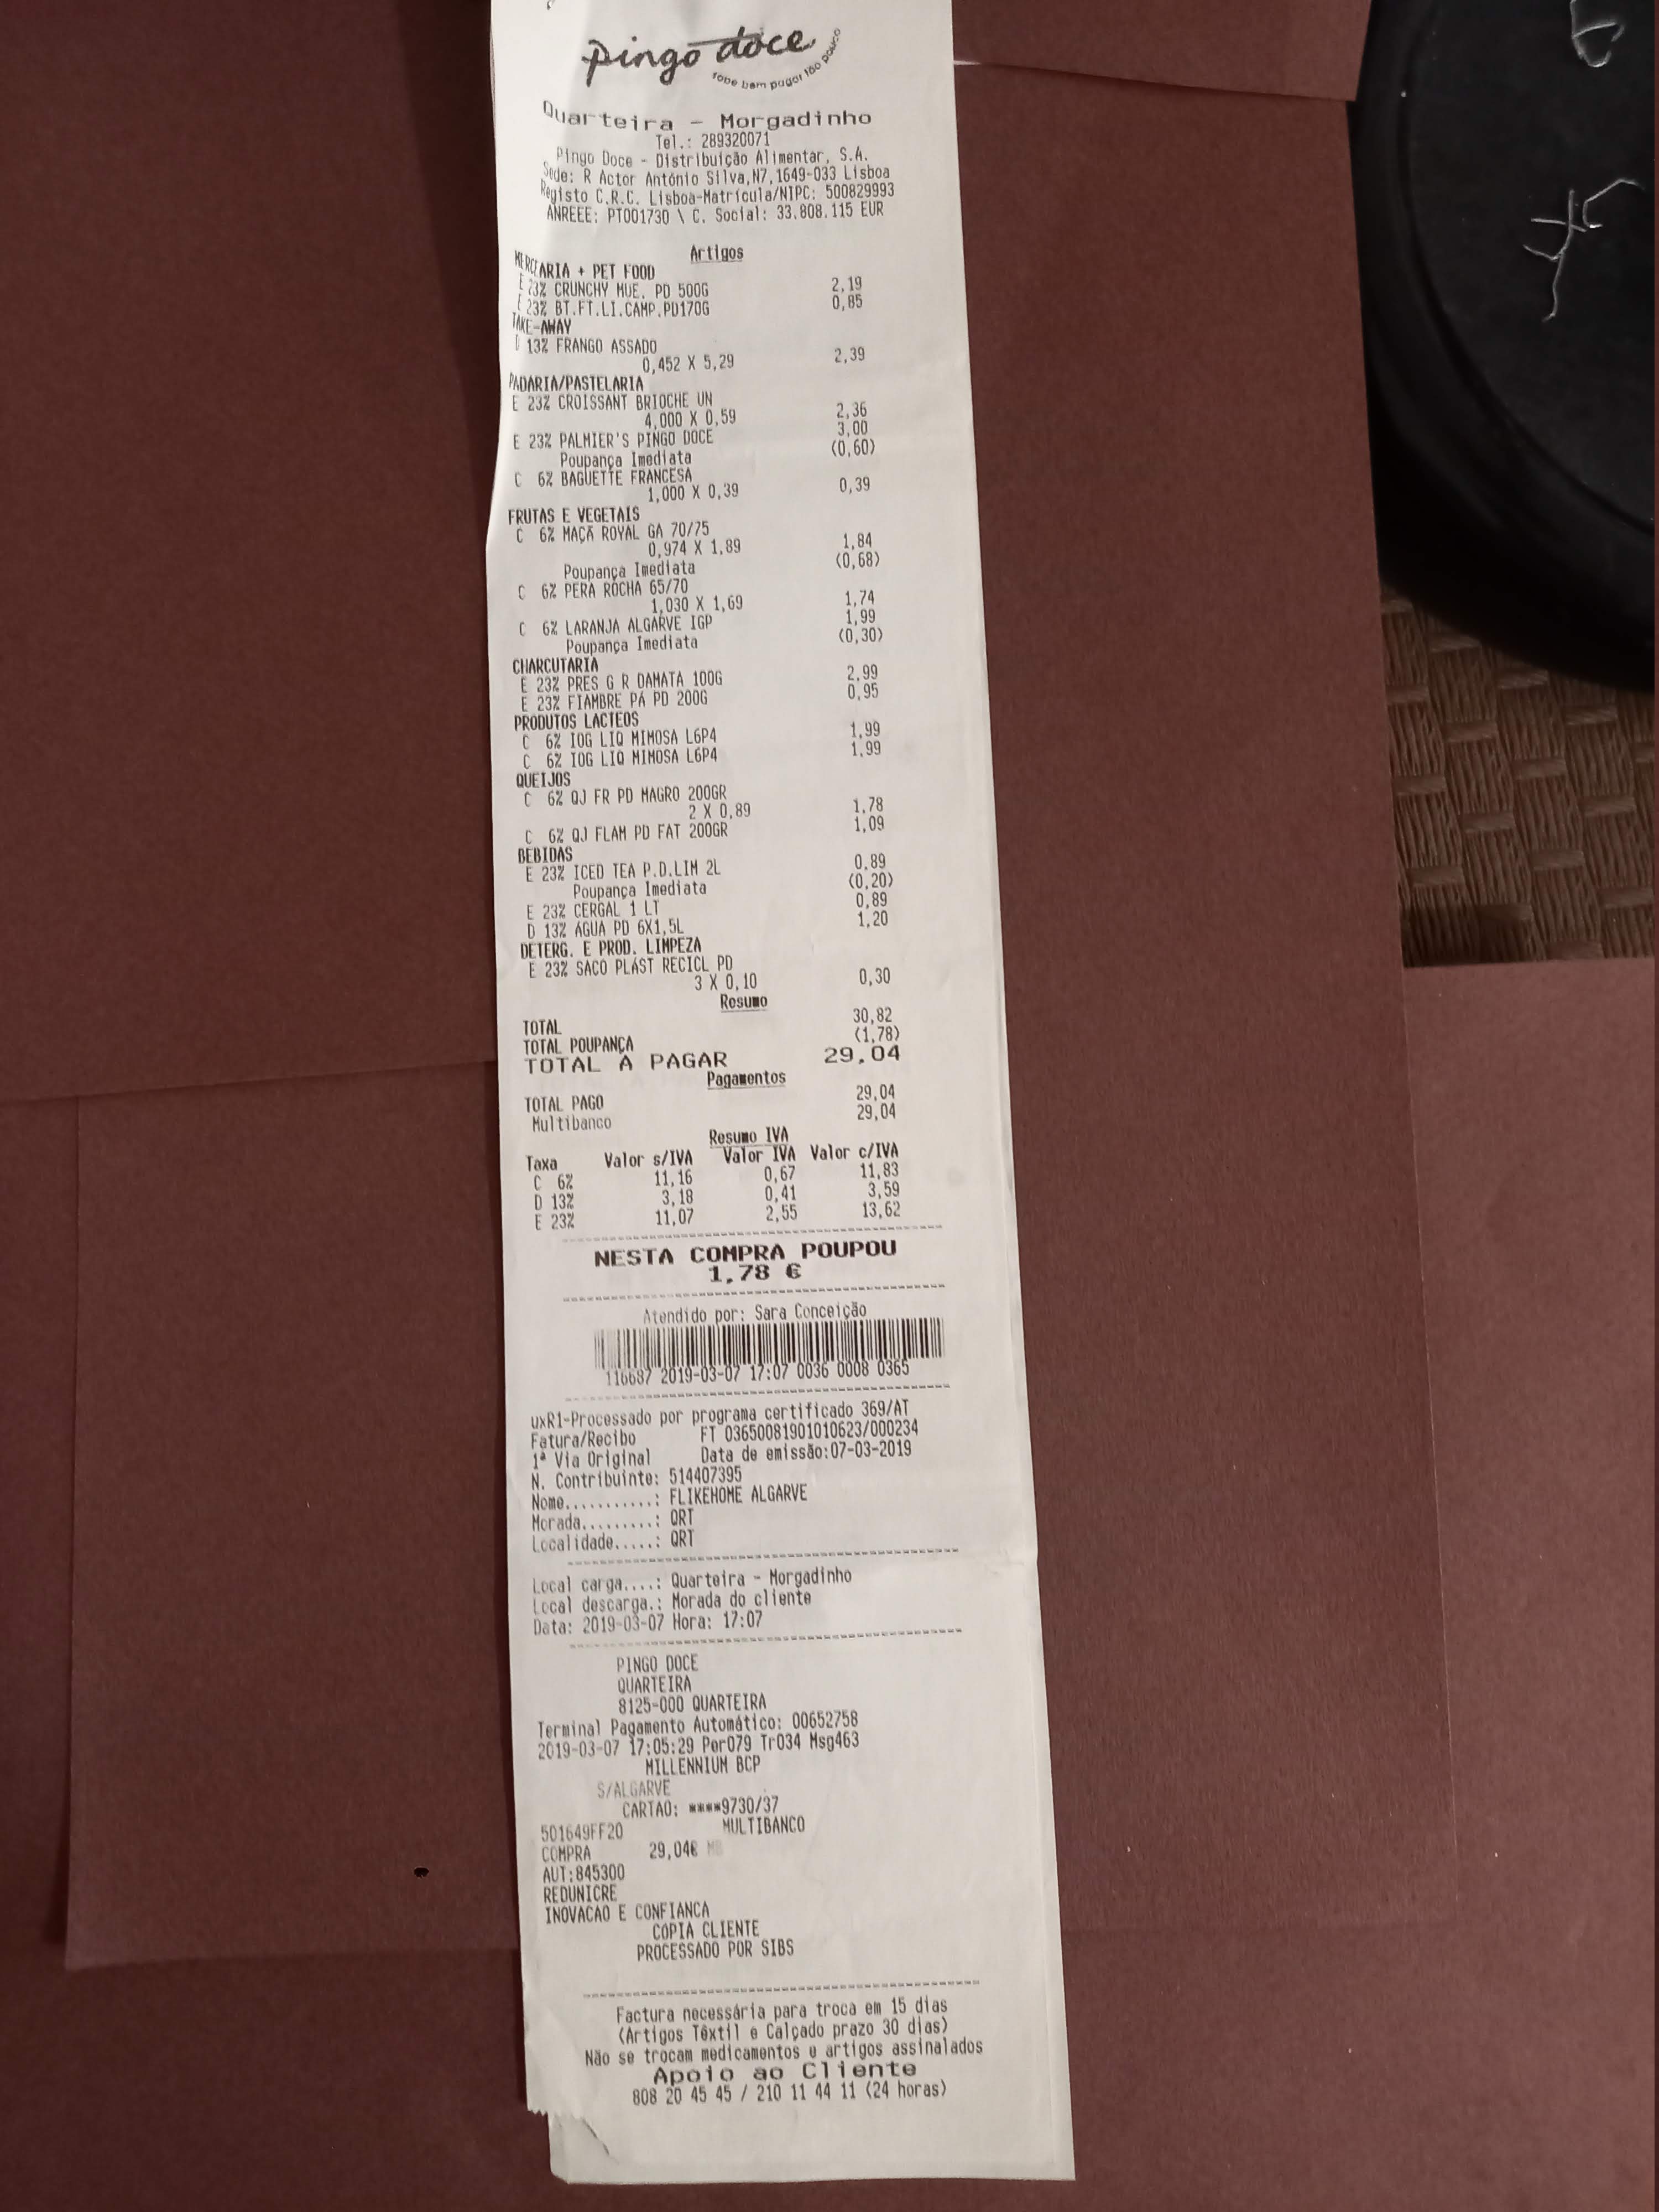 pingo doce
sabe bem pagar tão pouco
Quarteira - Morgadinho
Tel.: 289320071
Pingo Doce - Distribuição Alimentar, S.A.
Sede: R Actor António Silva,N7,1649-033 Lisboa
Registo C.R.C. Lisboa-Matrícula/NIPC: 500829993
ANREEE: PT001730 \ C. Social: 33.808.115 EUR
Artigos
MERCEARIA + PET FOOD
E 23% CRUNCHY MUE. PD 500G 2,19
E 23% BT.FT.LI.CAMP.PD170G 0,85
TAKE-AWAY
D 13% FRANGO ASSADO
0,452 X 5,29 2,39
PADARIA/PASTELARIA
E 23% CROISSANT BRIOCHE UN
4,000 X 0,59 2,36
E 23% PALMIER'S PINGO DOCE 3,00
Poupança Imediata (0,60)
C 6% BAGUETTE FRANCESA
1,000 X 0,39 0,39
FRUTAS E VEGETAIS
C 6% MAÇÃ ROYAL GA 70/75
0,974 X 1,89 1,84
Poupança Imediata (0,68)
C 6% PERA ROCHA 65/70
1,030 X 1,69 1,74
C 6% LARANJA ALGARVE IGP 1,99
Poupança Imediata (0,30)
CHARCUTARIA
E 23% PRES G R DAMATA 100G 2,99
E 23% FIAMBRE PÁ PD 200G 0,95
PRODUTOS LACTEOS
C 6% IOG LIQ MIMOSA L6P4 1,99
C 6% IOG LIQ MIMOSA L6P4 1,99
QUEIJOS
C 6% QJ FR PD MAGRO 200GR
2 X 0,89 1,78
C 6% QJ FLAM PD FAT 200GR 1,09
BEBIDAS
E 23% ICED TEA P.D.LIM 2L 0,89
Poupança Imediata (0,20)
E 23% CERGAL 1 LT 0,89
D 13% ÁGUA PD 6X1,5L 1,20
DETERG. E PROD. LIMPEZA
E 23% SACO PLÁST RECICL PD
3 X 0,10 0,30
Resumo
TOTAL 30,82
TOTAL POUPANÇA (1,78)
TOTAL A PAGAR 29,04
Pagamentos
TOTAL PAGO 29,04
Multibanco 29,04
Resumo IVA
Taxa Valor s/IVA Valor IVA Valor c/IVA
C 6% 11,16 0,67 11,83
D 13% 3,18 0,41 3,59
E 23% 11,07 2,55 13,62
NESTA COMPRA POUPOU
1,78 €
Atendido por: Sara Conceição
116687 2019-03-07 17:07 0036 0008 0365
uxR1-Processado por programa certificado 369/AT
Fatura/Recibo FT 03650081901010623/000234
1ª Via Original Data de emissão:07-03-2019
N. Contribuinte: 514407395
Nome...........: FLIKEHOME ALGARVE
Morada.........: QRT
Localidade.....: QRT
Local carga....: Quarteira - Morgadinho
Local descarga.: Morada do cliente
Data: 2019-03-07 Hora: 17:07
PINGO DOCE
QUARTEIRA
8125-000 QUARTEIRA
Terminal Pagamento Automático: 00652758
2019-03-07 17:05:29 Per079 Tr034 Msg463
MILLENNIUM BCP
S/ALGARVE
CARTAO: ****9730/37
501649FF20 MULTIBANCO
COMPRA 29,04€ MB
AUT:845300
REDUNICRE
INOVACAO E CONFIANCA
COPIA CLIENTE
PROCESSADO POR SIBS
Factura necessária para troca em 15 dias
(Artigos Têxtil e Calçado prazo 30 dias)
Não se trocam medicamentos e artigos assinalados
Apoio ao Cliente
808 20 45 45 / 210 11 44 11 (24 horas)